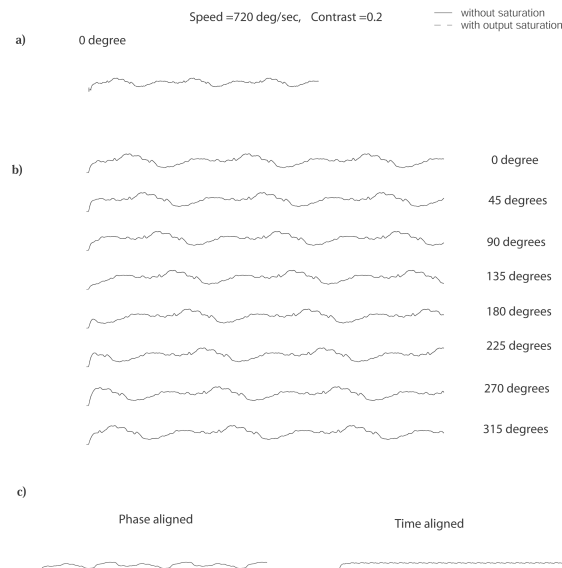 Speed =720 deg/sec, Contrast =0.2
without saturation
with output saturation
a)
0 degree
b)
0 degree
45 degrees
90 degrees
135 degrees
180 degrees
225 degrees
270 degrees
315 degrees
c)
Phase aligned
Time aligned